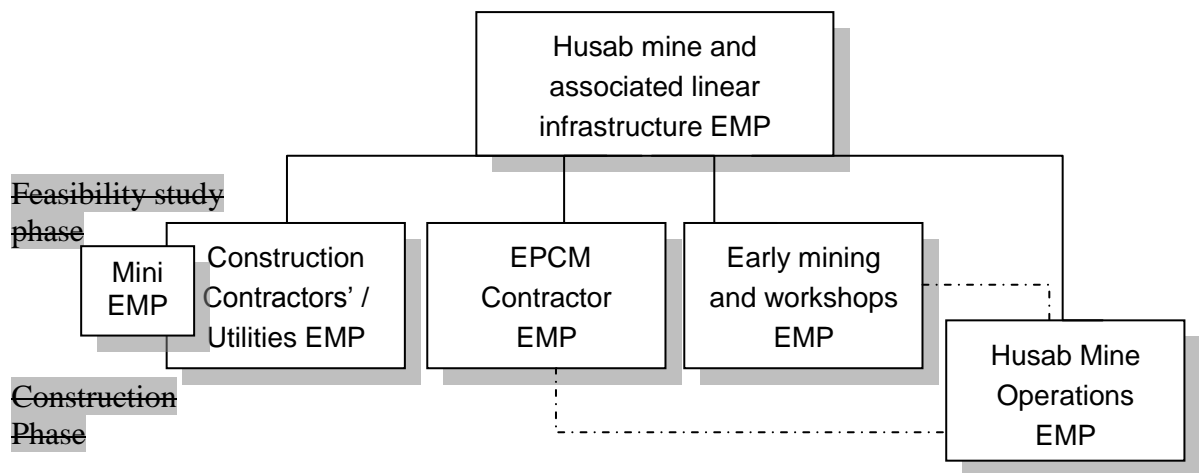 Husab mine and
associated linear
infrastructure EMP
Feasibility study
phase
Mini
EMP
Construction
Contractors' /
Utilities EMP
EPCM
Contractor
EMP
Early mining
and workshops
EMP
Husab Mine
Operations
EMP
Construction
Phase